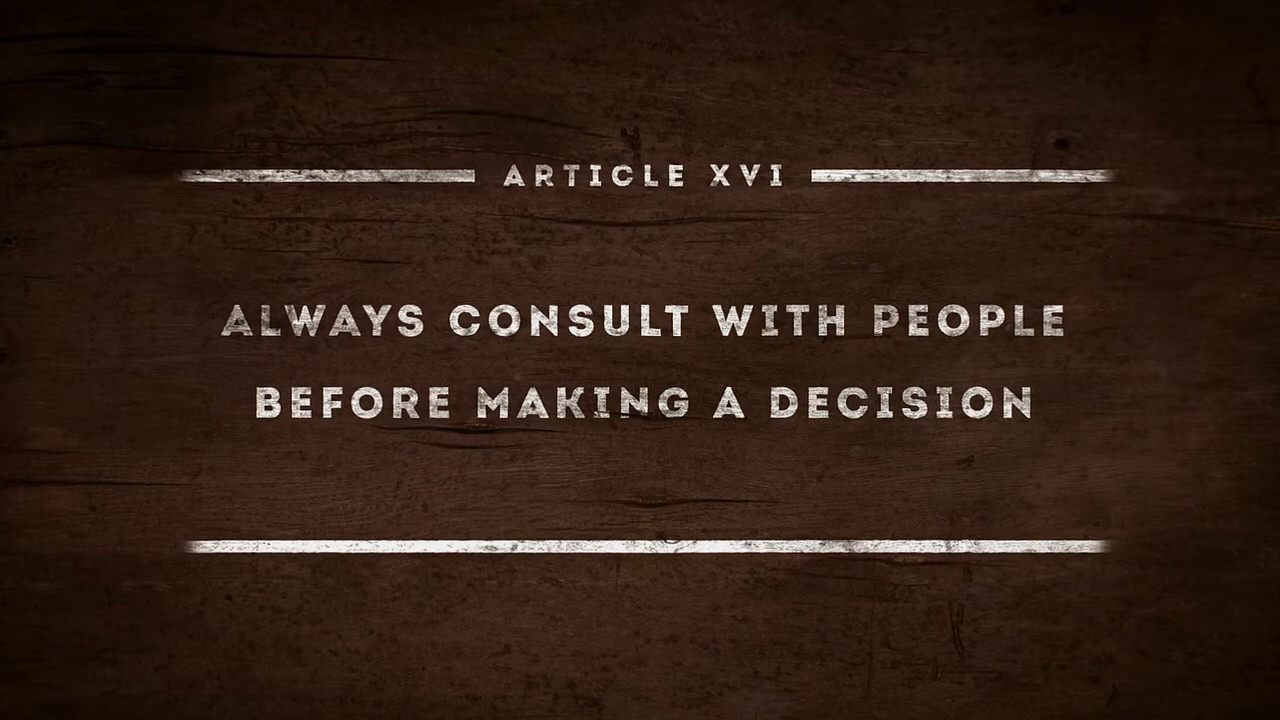 ARTICLE XVI
ALWAYS CONSULT WITH PEOPLE
BEFORE MAKING A DECISION